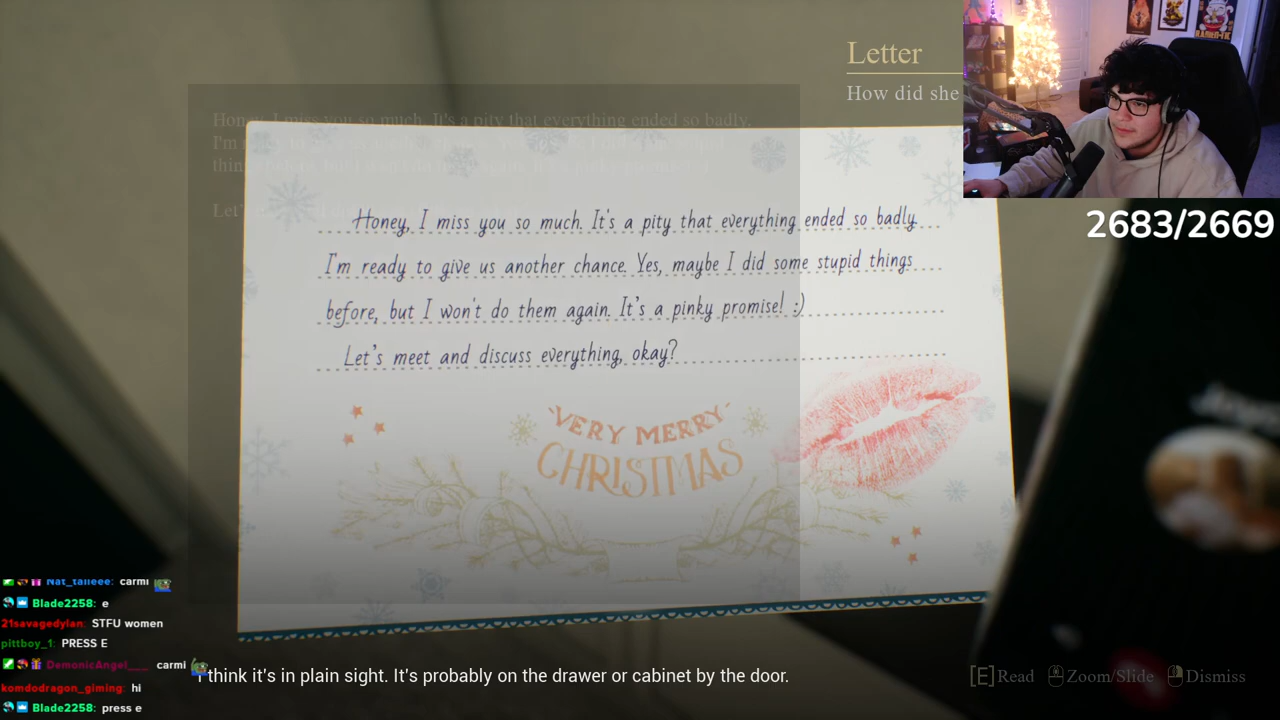 Letter
How did she
Honey, I miss you so much. It's a pity that everything ended so badly.
I'm ready to give us another chance. Yes, maybe I did some stupid things
before, but I won't do them again. It's a pinky promise! :)
Let's meet and discuss everything, okay?
VERY MERRY
CHRISTMAS
2683/2669
Nat_talieee: carmi
Blade2258: e
21savagedylan: STFU women
pittboy_1: PRESS E
DemonicAngel___ carmi
komdodragon_giming: hi
Blade2258: press e
I think it's in plain sight. It's probably on the drawer or cabinet by the door.
[E]Read Zoom/Slide Dismiss